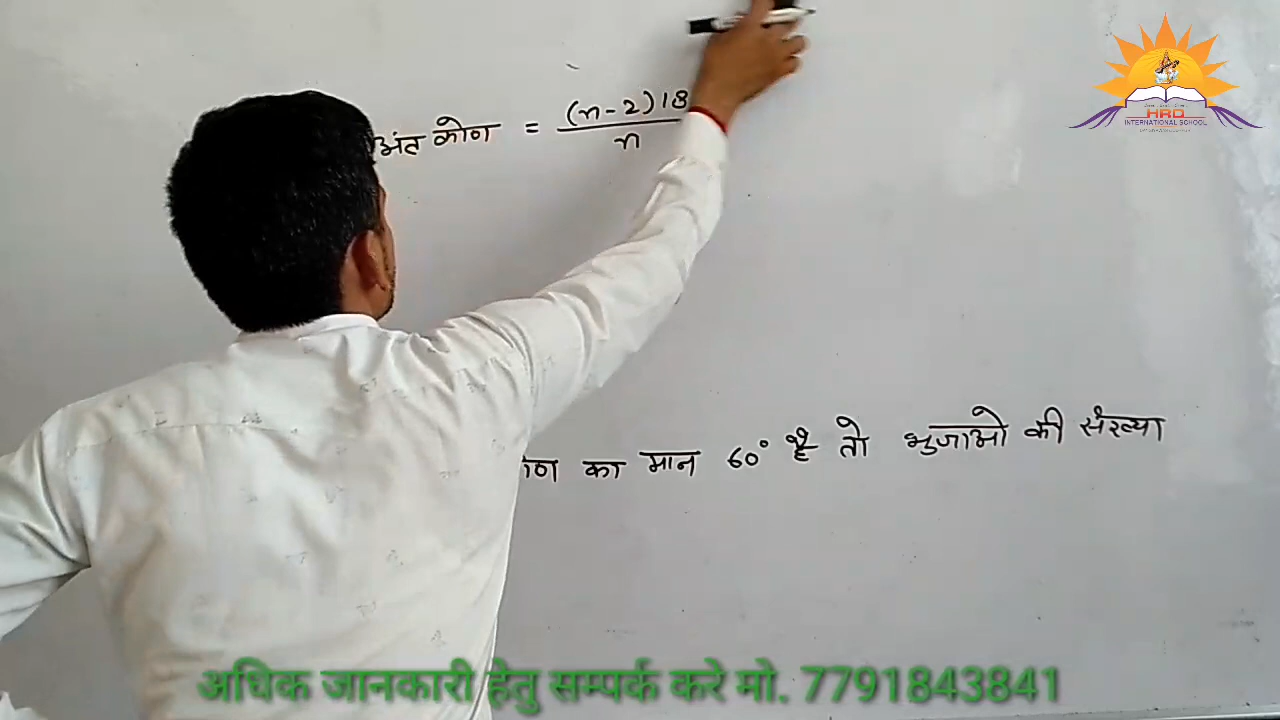 अंत कोण = (n-2)18
n
का मान 60° है तो भुजाओ की संख्या
HRD
INTERNATIONAL SCHOOL
अधिक जानकारी हेतु सम्पर्क करे मो. 7791843841